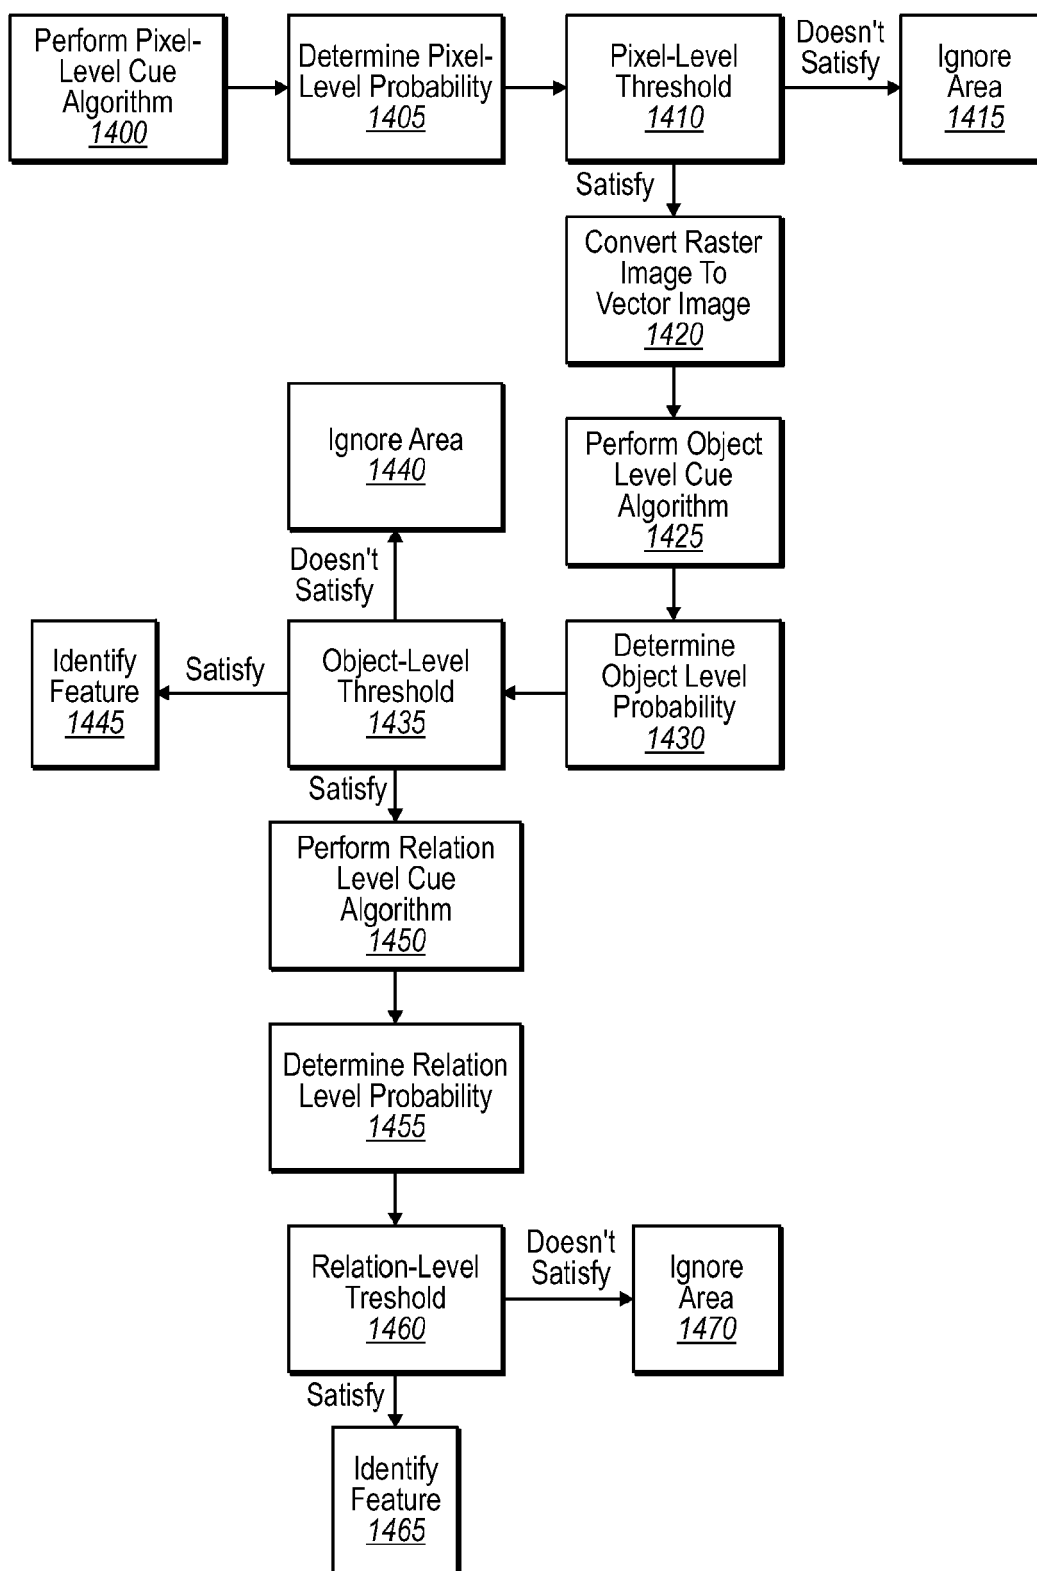 Perform Pixel-
Level Cue
Algorithm
1400
Determine Pixel-
Level Probability
1405
Pixel-Level
Threshold
1410
Doesn't
Satisfy
Ignore
Area
1415
Satisfy
Convert Raster
Image To
Vector Image
1420
Ignore Area
1440
Perform Object
Level Cue
Algorithm
1425
Doesn't
Satisfy
Identify
Feature
1445
Satisfy
Object-Level
Threshold
1435
Determine
Object Level
Probability
1430
Satisfy
Perform Relation
Level Cue
Algorithm
1450
Determine Relation
Level Probability
1455
Relation-Level
Treshold
1460
Doesn't
Satisfy
Ignore
Area
1470
Satisfy
Identify
Feature
1465